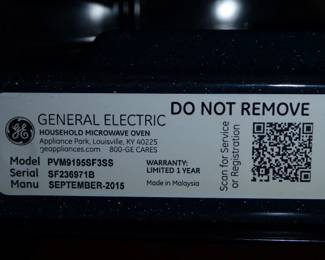 GENERAL ELECTRIC
HOUSEHOLD MICROWAVE OVEN
Appliance Park, Louisville, KY 40225
geappliances.com 800-GE CARES
DO NOT REMOVE
Scan for Service
or Registration
Model PVM9195SF3SS
Serial SF236971B
Manu SEPTEMBER-2015
WARRANTY:
LIMITED 1 YEAR
Made in Malaysia